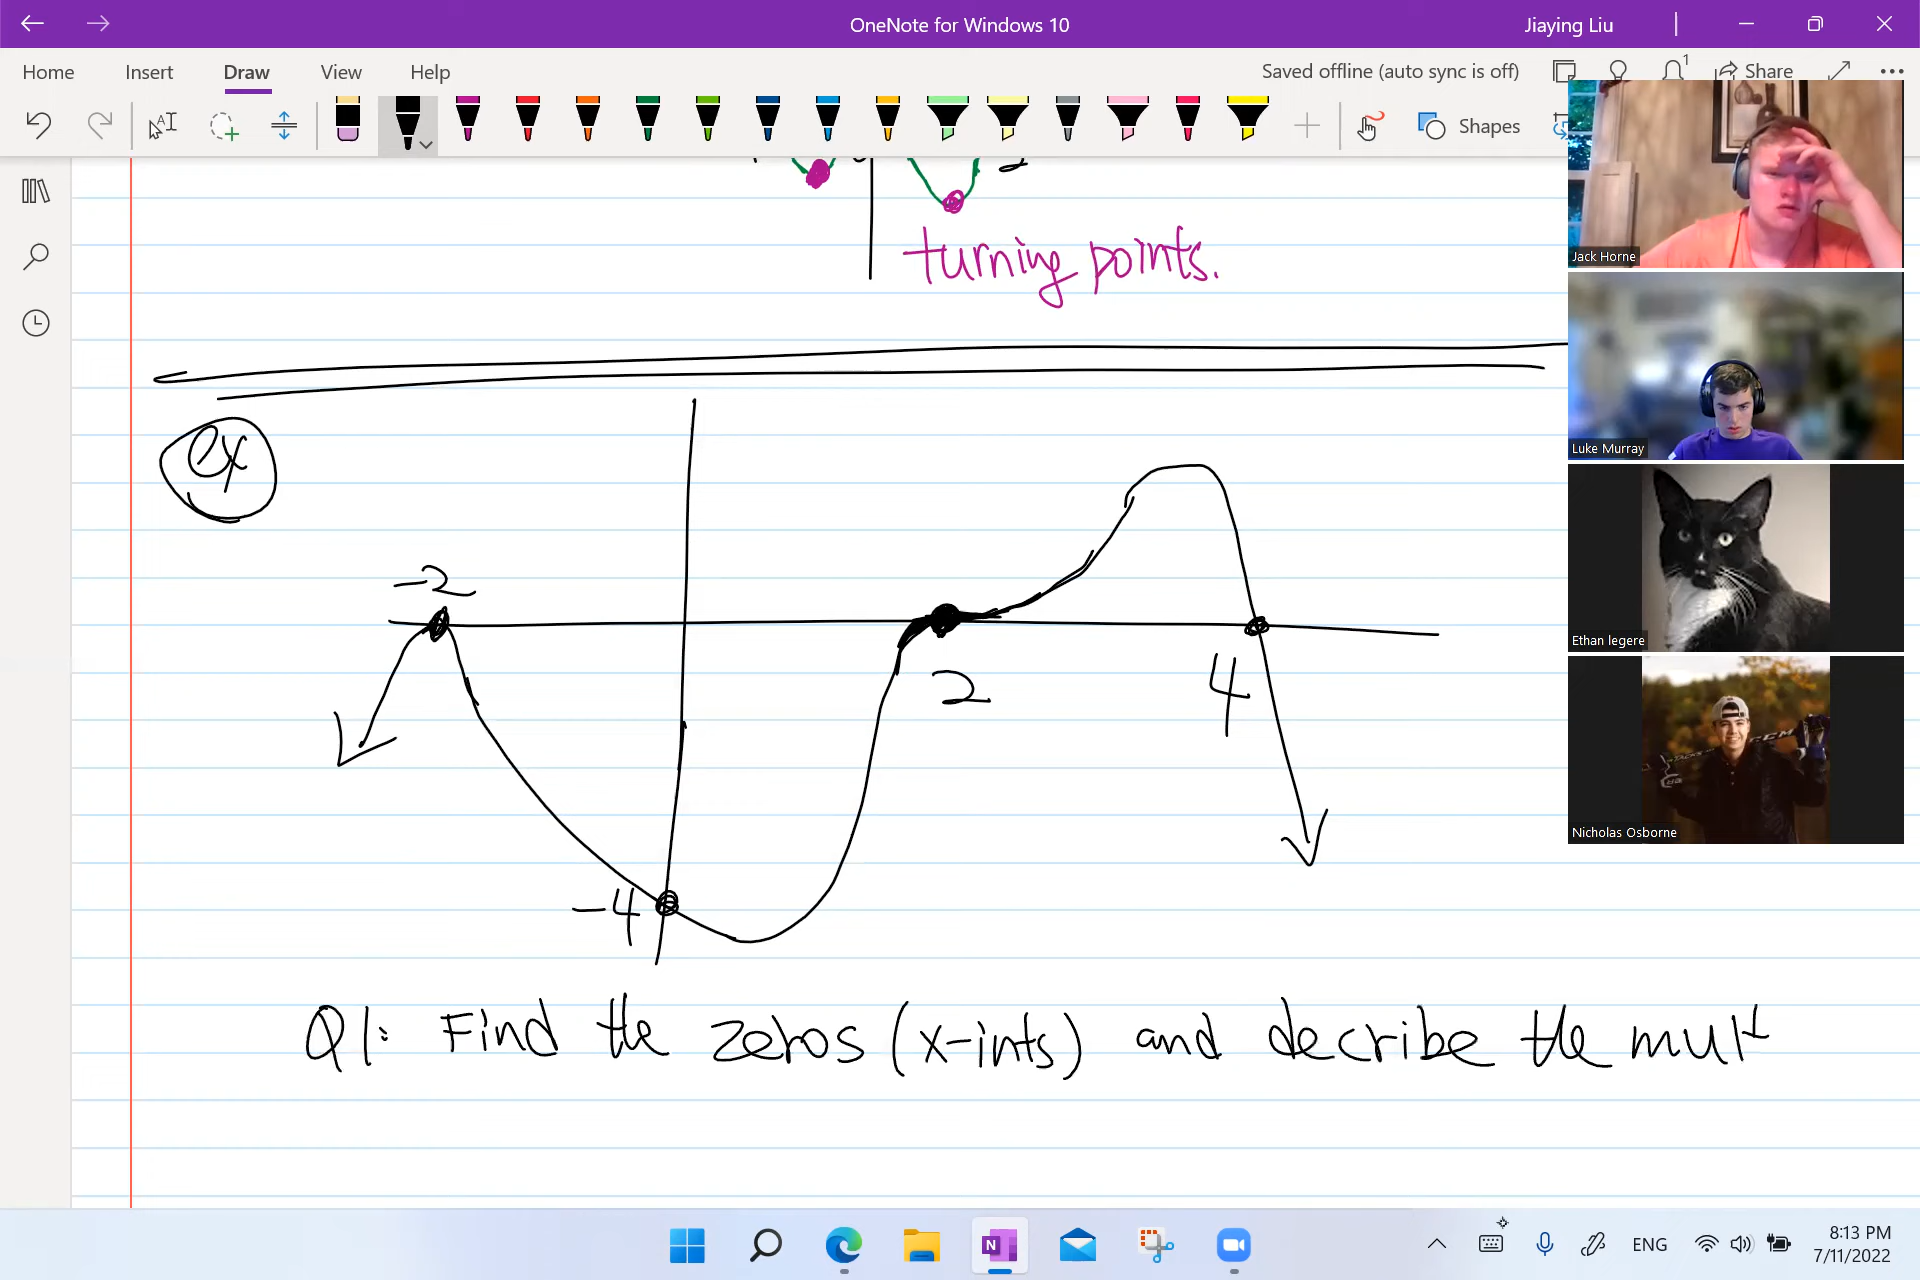 OneNote for Windows 10
Jiaying Liu
Home Insert Draw View Help
Saved offline (auto sync is off)
1
Share
Shapes
turning points.
ex
-2
2
4
-4
Q1: Find the zeros (x-ints) and decribe the mult
Jack Horne
Luke Murray
Ethan legere
Nicholas Osborne
ENG
8:13 PM
7/11/2022